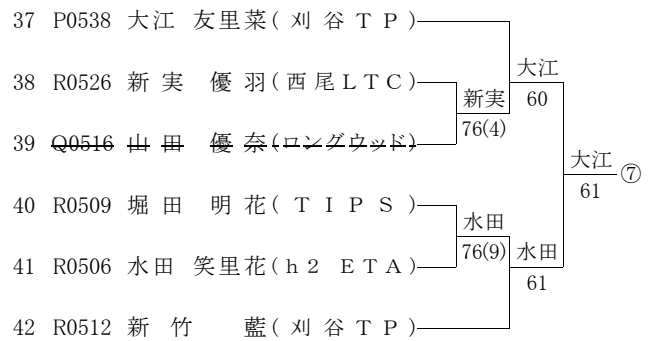 37 P0538 大江 友里菜(刈谷TP)
大江
38 R0526 新実 優羽(西尾LTC)
新実 60
76(4)
39 Q0516 山田 優奈(ロングウッド)
大江 ⑦
61
40 R0509 堀田 明花(TIPS)
水田
76(9) 水田
41 R0506 水田 笑里花(h2 ETA)
61
42 R0512 新竹 藍(刈谷TP)